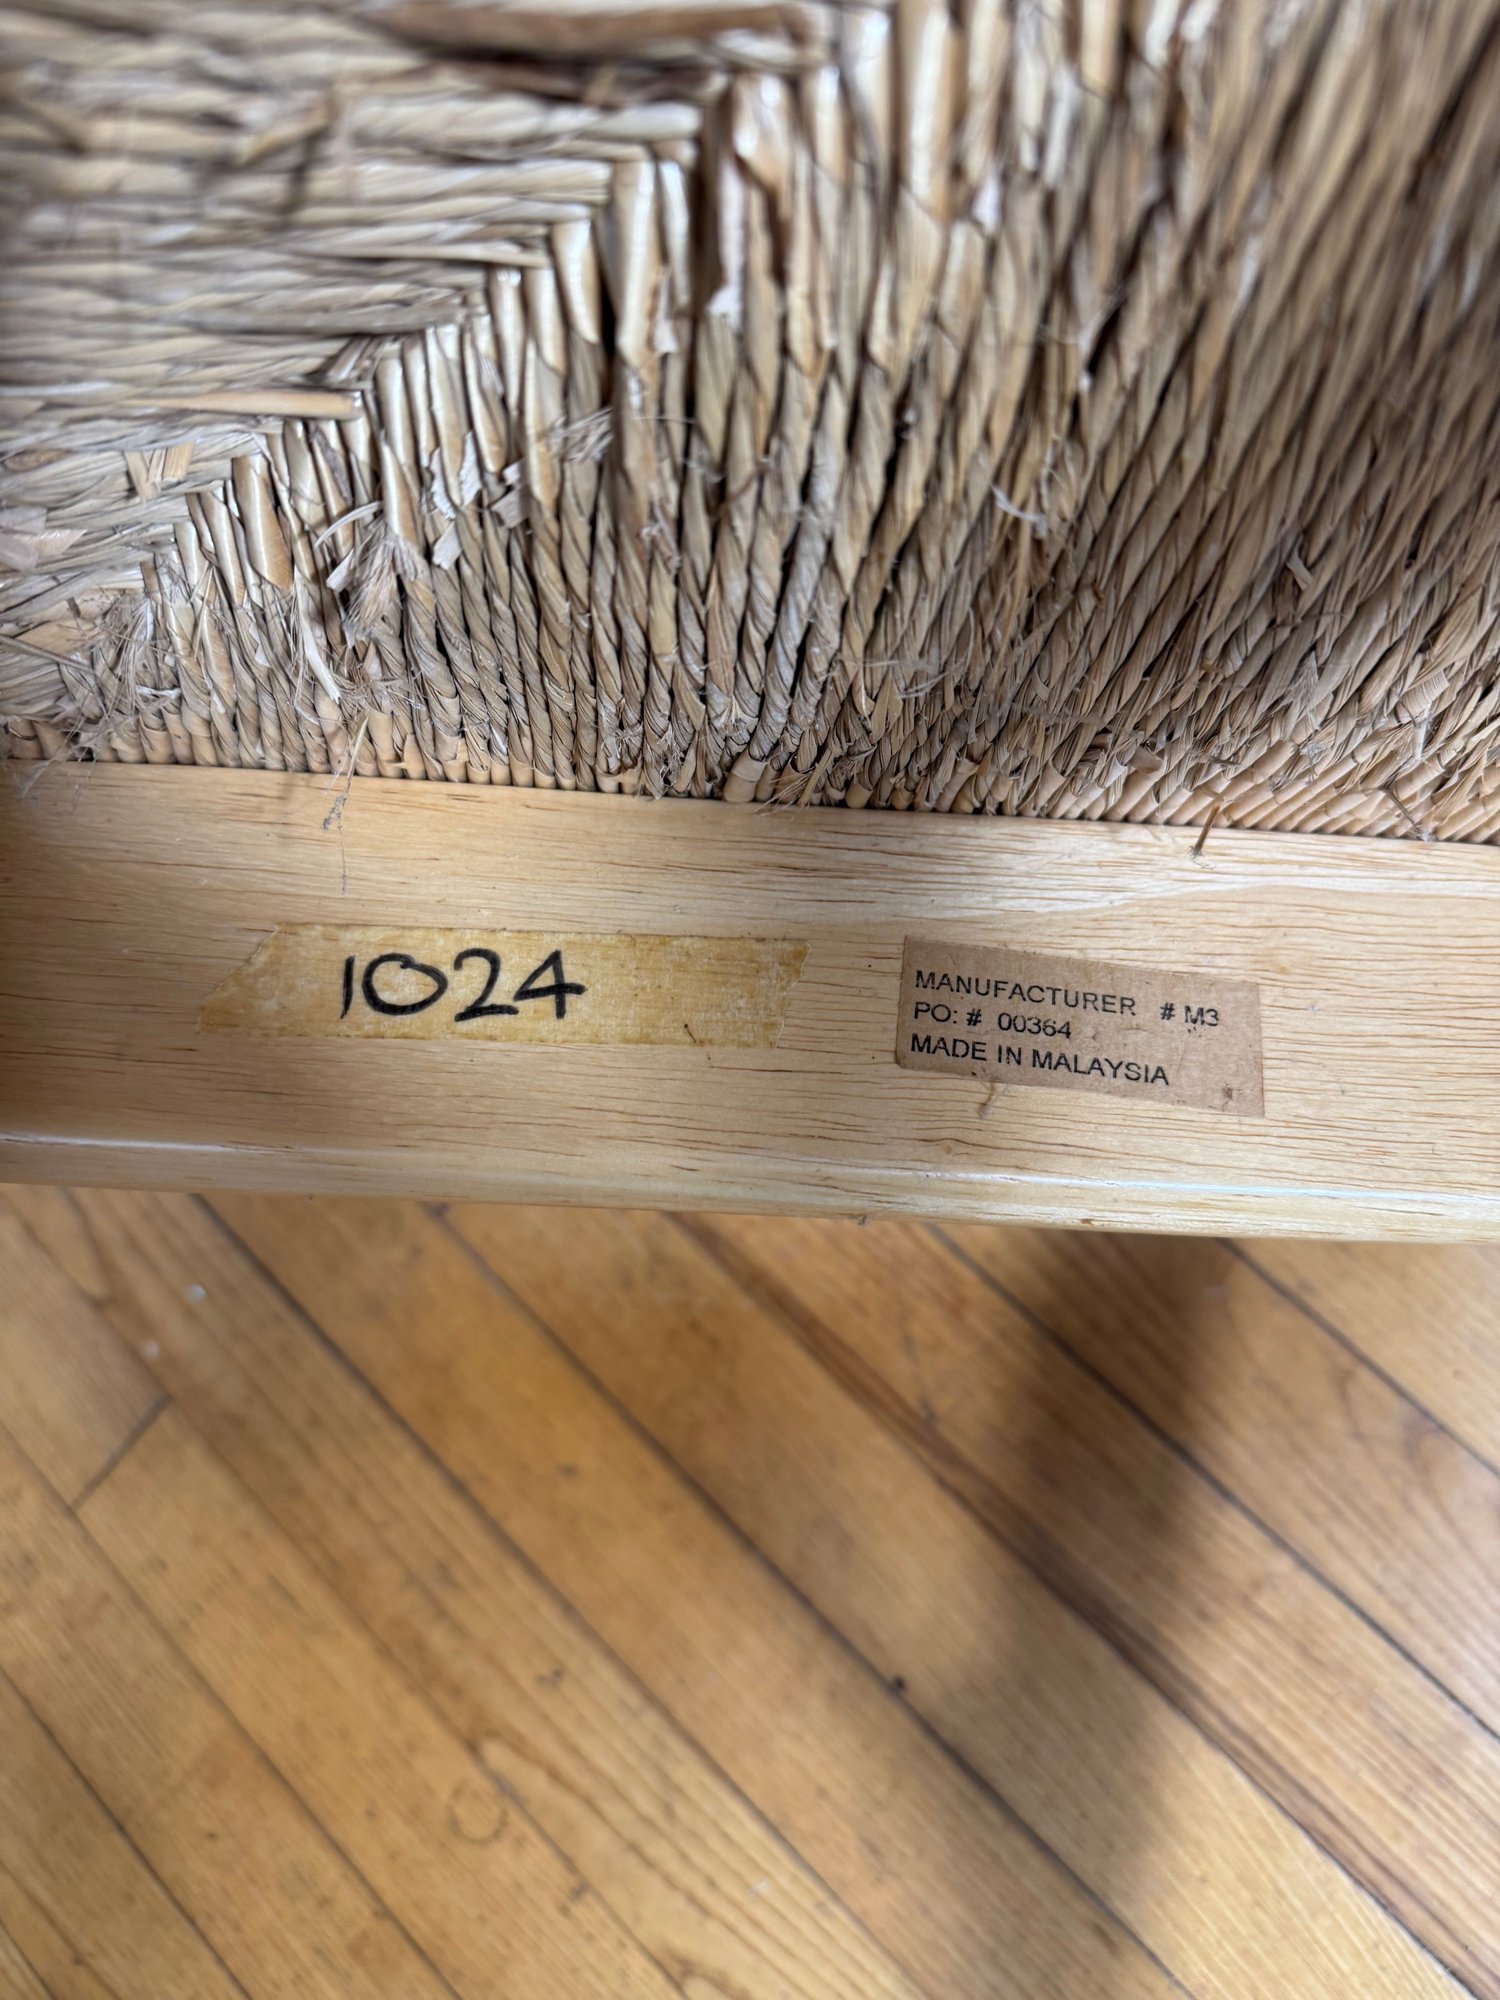 1024
MANUFACTURER # M3
PO: # 00364
MADE IN MALAYSIA